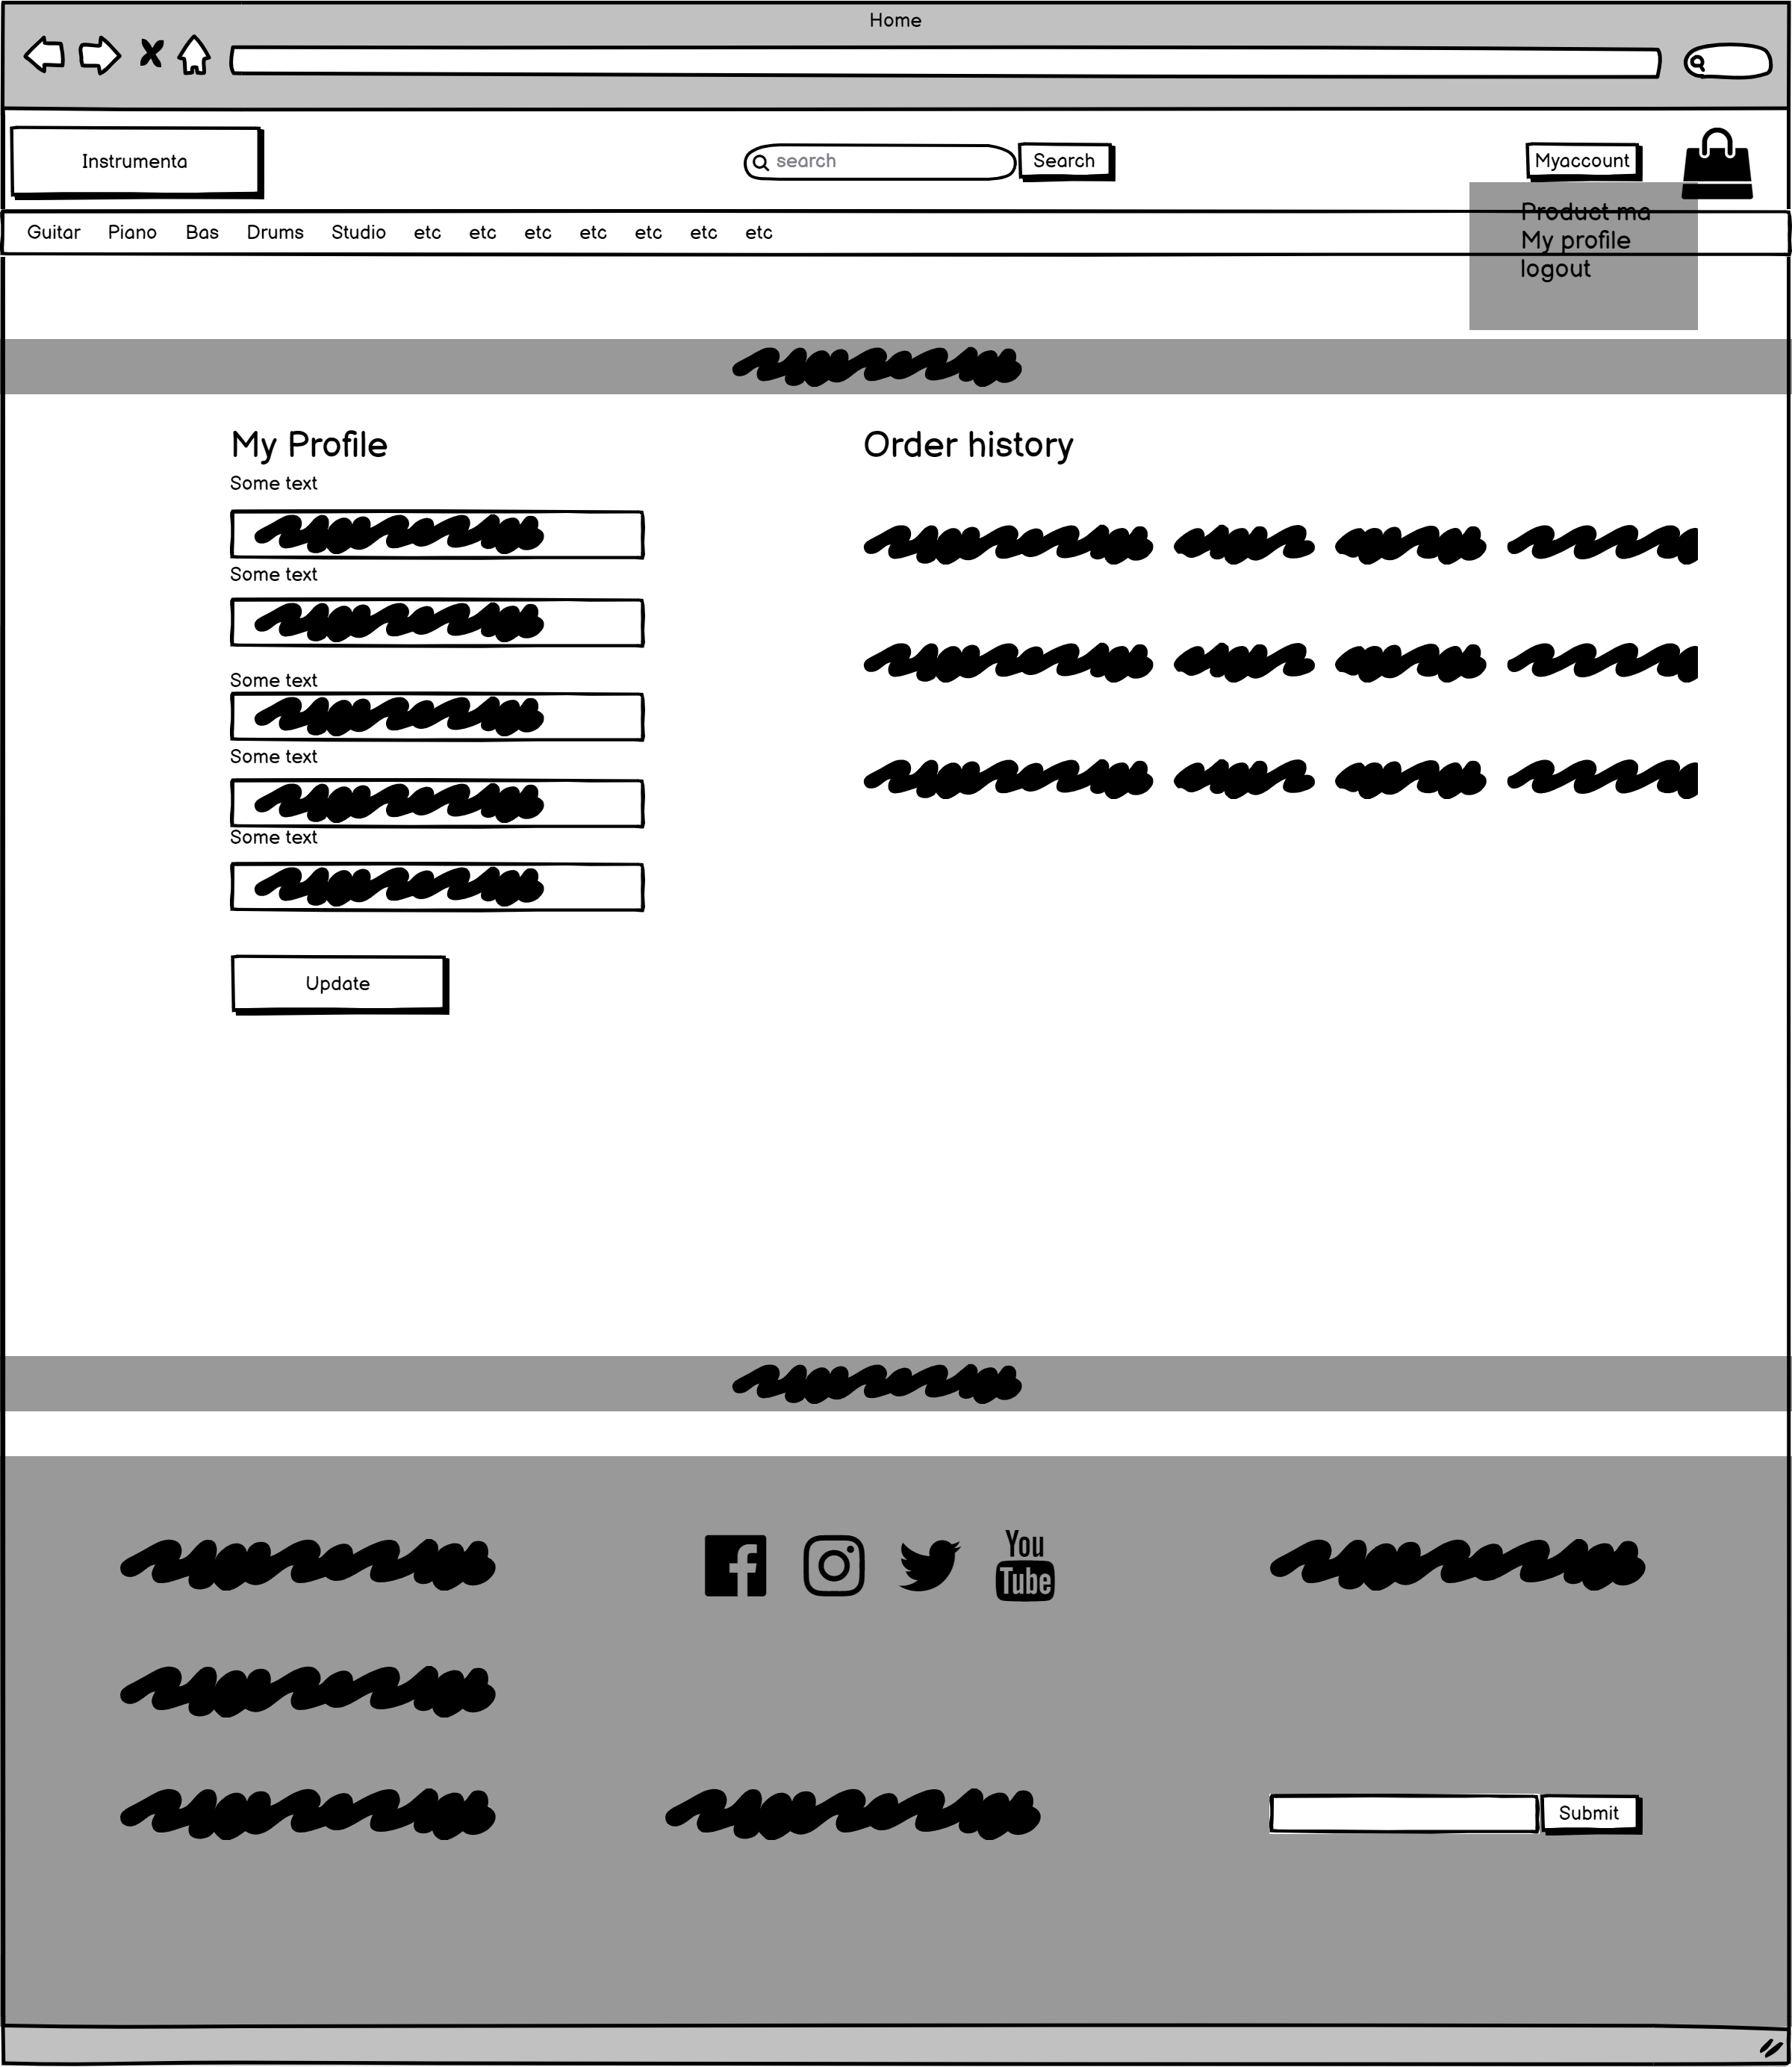 Home
Instrumenta
search
Search
Myaccount
Product ma
My profile
logout
Guitar Piano Bas Drums Studio etc etc etc etc etc etc etc
My Profile
Order history
Some text
Some text
Some text
Some text
Some text
Update
You
Tube
Submit